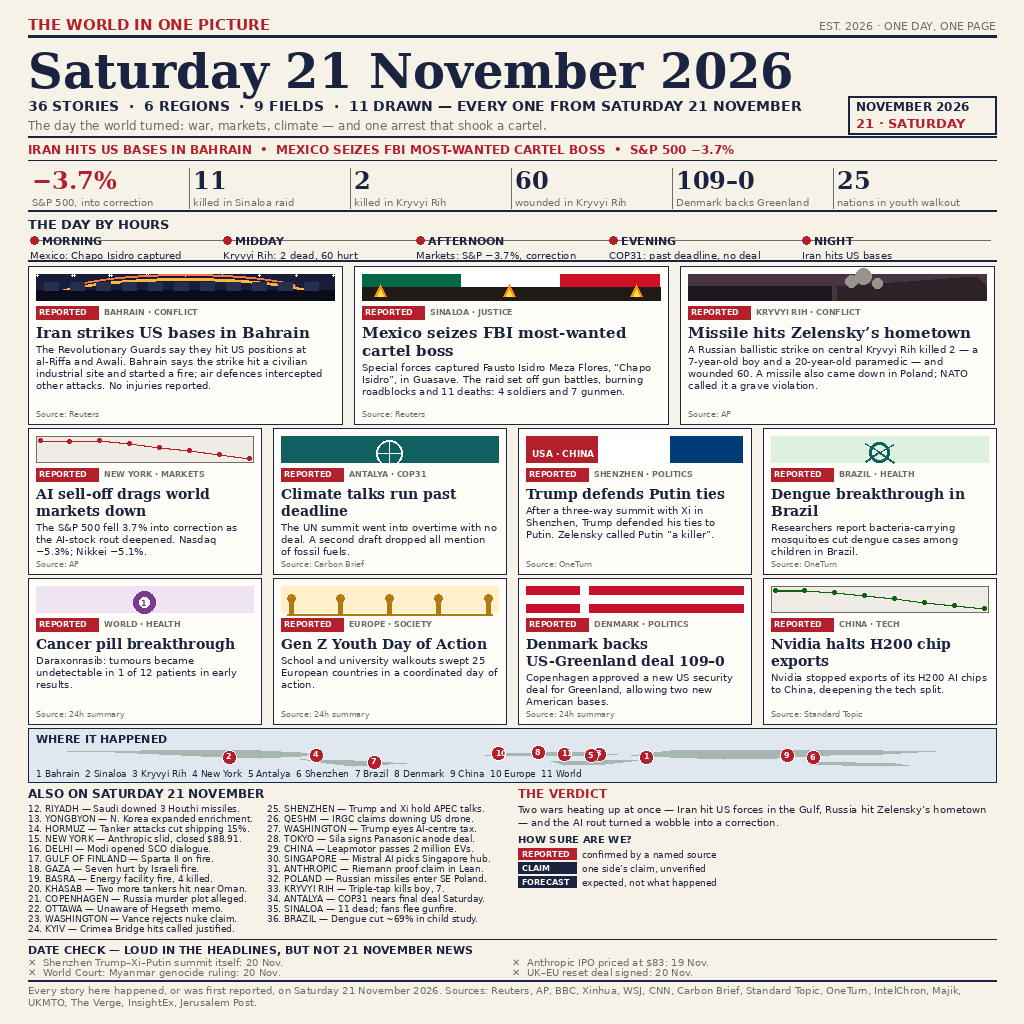 THE WORLD IN ONE PICTURE
EST. 2026 · ONE DAY, ONE PAGE
Saturday 21 November 2026
36 STORIES · 6 REGIONS · 9 FIELDS · 11 DRAWN — EVERY ONE FROM SATURDAY 21 NOVEMBER
The day the world turned: war, markets, climate — and one arrest that shook a cartel.
NOVEMBER 2026
21 · SATURDAY
IRAN HITS US BASES IN BAHRAIN • MEXICO SEIZES FBI MOST-WANTED CARTEL BOSS • S&P 500 −3.7%
−3.7%
S&P 500, into correction
11
killed in Sinaloa raid
2
killed in Kryvyi Rih
60
wounded in Kryvyi Rih
109–0
Denmark backs Greenland
25
nations in youth walkout
THE DAY BY HOURS
MORNING
Mexico: Chapo Isidro captured
MIDDAY
Kryvyi Rih: 2 dead, 60 hurt
AFTERNOON
Markets: S&P −3.7%, correction
EVENING
COP31: past deadline, no deal
NIGHT
Iran hits US bases
REPORTED BAHRAIN · CONFLICT
Iran strikes US bases in Bahrain
The Revolutionary Guards say they hit US positions at
al-Riffa and Awali. Bahrain says the strike hit a civilian
industrial site and started a fire; air defences intercepted
other attacks. No injuries reported.
Source: Reuters
REPORTED SINALOA · JUSTICE
Mexico seizes FBI most-wanted
cartel boss
Special forces captured Fausto Isidro Meza Flores, “Chapo
Isidro”, in Guasave. The raid set off gun battles, burning
roadblocks and 11 deaths: 4 soldiers and 7 gunmen.
Source: Reuters
REPORTED KRYVYI RIH · CONFLICT
Missile hits Zelensky’s hometown
A Russian ballistic strike on central Kryvyi Rih killed 2 — a
7-year-old boy and a 20-year-old paramedic — and
wounded 60. A missile also came down in Poland; NATO
called it a grave violation.
Source: AP
REPORTED NEW YORK · MARKETS
AI sell-off drags world
markets down
The S&P 500 fell 3.7% into correction as
the AI-stock rout deepened. Nasdaq
−5.3%; Nikkei −5.1%.
Source: AP
REPORTED ANTALYA · COP31
Climate talks run past
deadline
The UN summit went into overtime with no
deal. A second draft dropped all mention
of fossil fuels.
Source: Carbon Brief
USA · CHINA
REPORTED SHENZHEN · POLITICS
Trump defends Putin ties
After a three-way summit with Xi in
Shenzhen, Trump defended his ties to
Putin. Zelensky called Putin “a killer”.
Source: OneTurn
REPORTED BRAZIL · HEALTH
Dengue breakthrough in
Brazil
Researchers report bacteria-carrying
mosquitoes cut dengue cases among
children in Brazil.
Source: OneTurn
1
REPORTED WORLD · HEALTH
Cancer pill breakthrough
Daraxonrasib: tumours became
undetectable in 1 of 12 patients in early
results.
Source: 24h summary
REPORTED EUROPE · SOCIETY
Gen Z Youth Day of Action
School and university walkouts swept 25
European countries in a coordinated day of
action.
Source: 24h summary
REPORTED DENMARK · POLITICS
Denmark backs
US-Greenland deal 109–0
Copenhagen approved a new US security
deal for Greenland, allowing two new
American bases.
Source: 24h summary
REPORTED CHINA · TECH
Nvidia halts H200 chip
exports
Nvidia stopped exports of its H200 AI chips
to China, deepening the tech split.
Source: Standard Topic
WHERE IT HAPPENED
2 4 7 10 8 11 5 3 1 9 6
1 Bahrain 2 Sinaloa 3 Kryvyi Rih 4 New York 5 Antalya 6 Shenzhen 7 Brazil 8 Denmark 9 China 10 Europe 11 World
ALSO ON SATURDAY 21 NOVEMBER
12. RIYADH — Saudi downed 3 Houthi missiles.
13. YONGBYON — N. Korea expanded enrichment.
14. HORMUZ — Tanker attacks cut shipping 15%.
15. NEW YORK — Anthropic slid, closed $88.91.
16. DELHI — Modi opened SCO dialogue.
17. GULF OF FINLAND — Sparta II on fire.
18. GAZA — Seven hurt by Israeli fire.
19. BASRA — Energy facility fire, 4 killed.
20. KHASAB — Two more tankers hit near Oman.
21. COPENHAGEN — Russia murder plot alleged.
22. OTTAWA — Unaware of Hegseth memo.
23. WASHINGTON — Vance rejects nuke claim.
24. KYIV — Crimea Bridge hits called justified.
25. SHENZHEN — Trump and Xi hold APEC talks.
26. QESHM — IRGC claims downing US drone.
27. WASHINGTON — Trump eyes AI-centre tax.
28. TOKYO — Sila signs Panasonic anode deal.
29. CHINA — Leapmotor passes 2 million EVs.
30. SINGAPORE — Mistral AI picks Singapore hub.
31. ANTHROPIC — Riemann proof claim in Lean.
32. POLAND — Russian missiles enter SE Poland.
33. KRYVYI RIH — Triple-tap kills boy, 7.
34. ANTALYA — COP31 nears final deal Saturday.
35. SINALOA — 11 dead; fans flee gunfire.
36. BRAZIL — Dengue cut ~69% in child study.
THE VERDICT
Two wars heating up at once — Iran hit US forces in the Gulf, Russia hit Zelensky’s hometown
— and the AI rout turned a wobble into a correction.
HOW SURE ARE WE?
REPORTED confirmed by a named source
CLAIM one side’s claim, unverified
FORECAST expected, not what happened
DATE CHECK — LOUD IN THE HEADLINES, BUT NOT 21 NOVEMBER NEWS
✕ Shenzhen Trump–Xi–Putin summit itself: 20 Nov.
✕ World Court: Myanmar genocide ruling: 20 Nov.
✕ Anthropic IPO priced at $83: 19 Nov.
✕ UK–EU reset deal signed: 20 Nov.
Every story here happened, or was first reported, on Saturday 21 November 2026. Sources: Reuters, AP, BBC, Xinhua, WSJ, CNN, Carbon Brief, Standard Topic, OneTurn, IntelChron, Majik,
UKMTO, The Verge, InsightEx, Jerusalem Post.